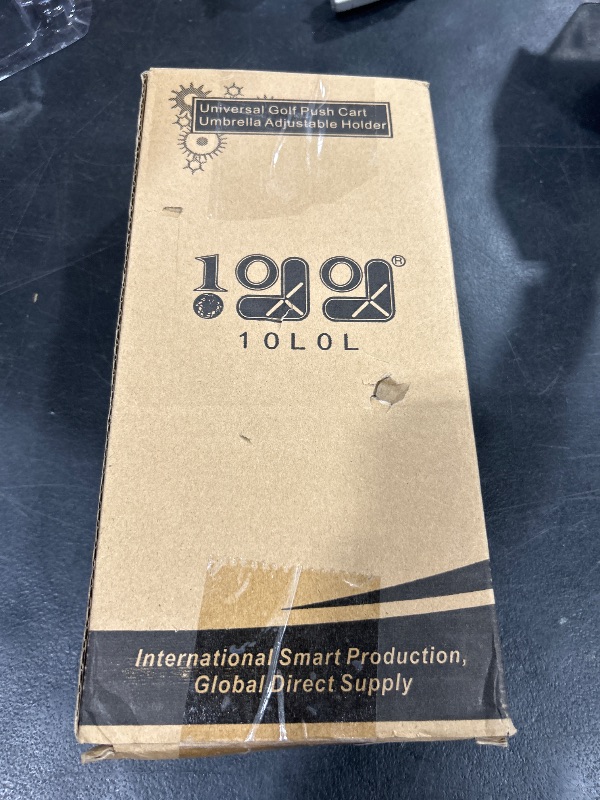 Universal Golf Push Cart
Umbrella Adjustable Holder
®
10L0L
International Smart Production,
Global Direct Supply